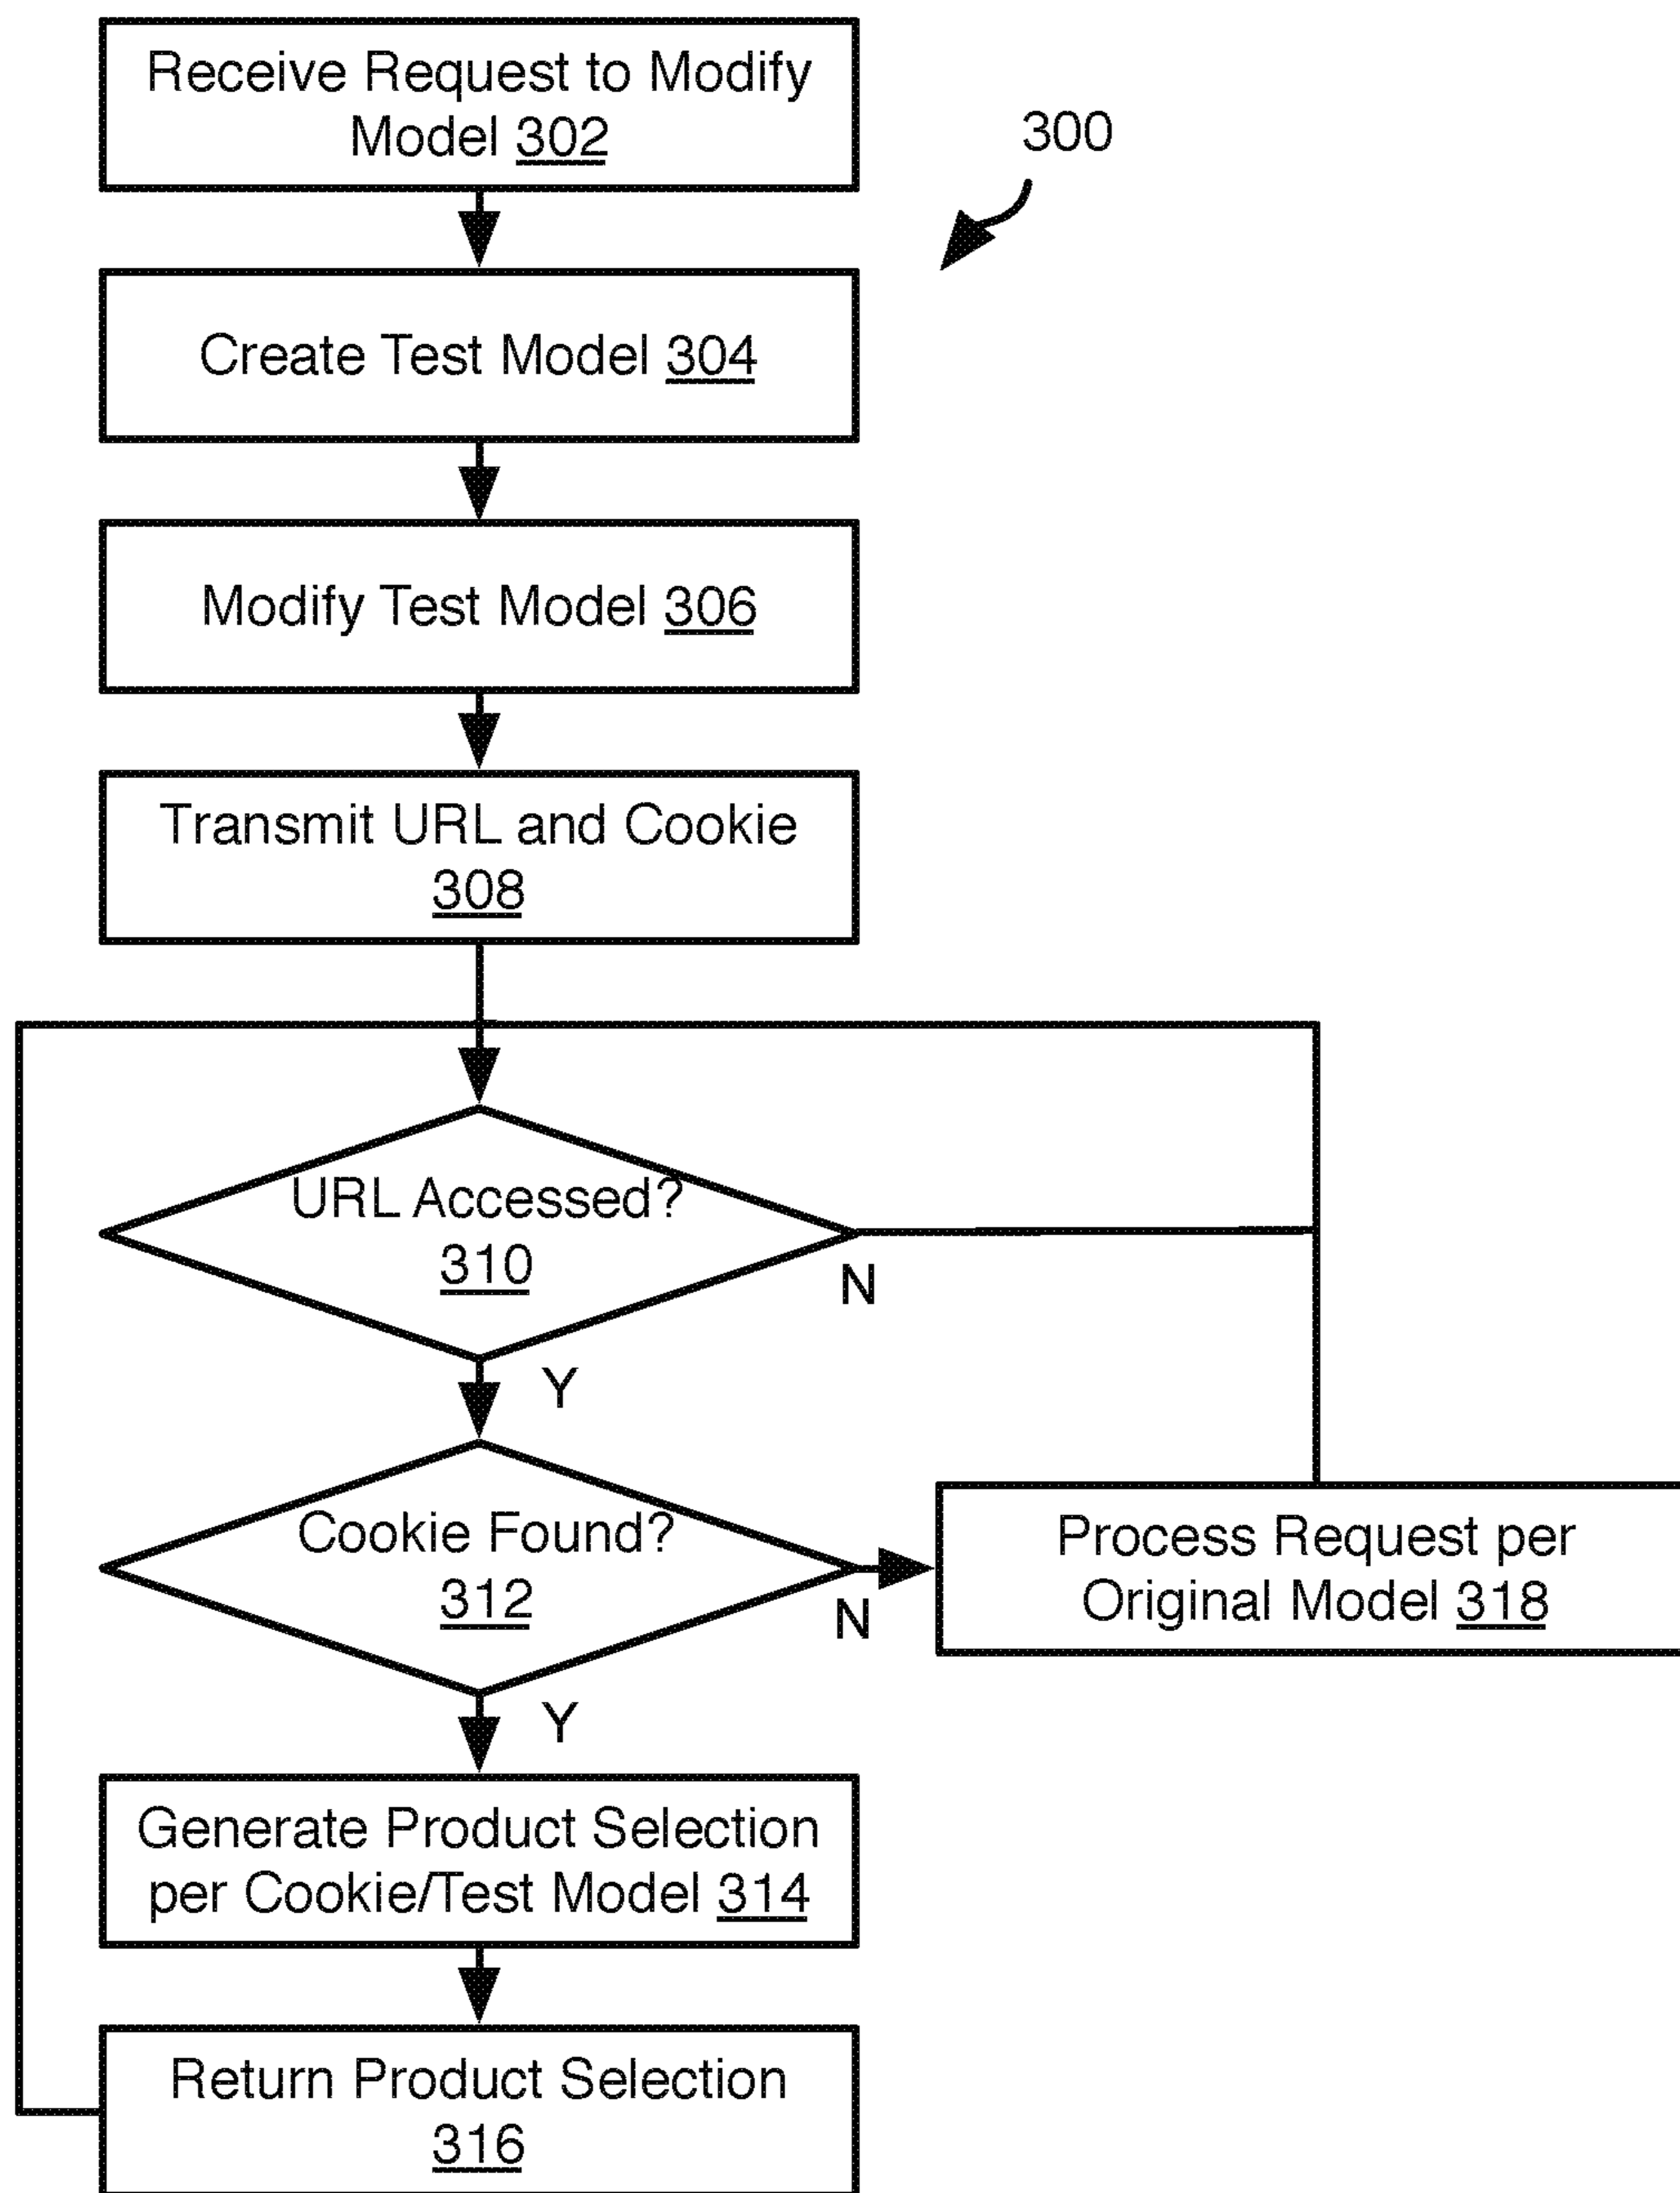 Receive Request to Modify
Model 302
300
Create Test Model 304
Modify Test Model 306
Transmit URL and Cookie
308
URL Accessed?
310
N
Y
Cookie Found?
312
N
Process Request per
Original Model 318
Y
Generate Product Selection
per Cookie/Test Model 314
Return Product Selection
316